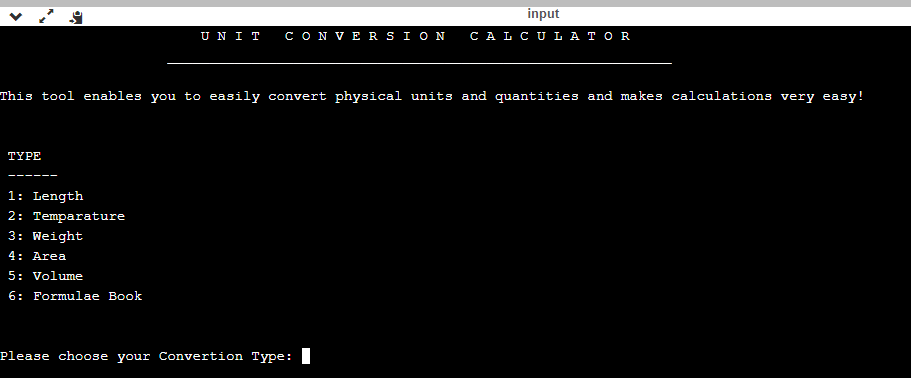 input
U N I T   C O N V E R S I O N   C A L C U L A T O R
This tool enables you to easily convert physical units and quantities and makes calculations very easy!
TYPE
------
1: Length
2: Temparature
3: Weight
4: Area
5: Volume
6: Formulae Book
Please choose your Convertion Type: